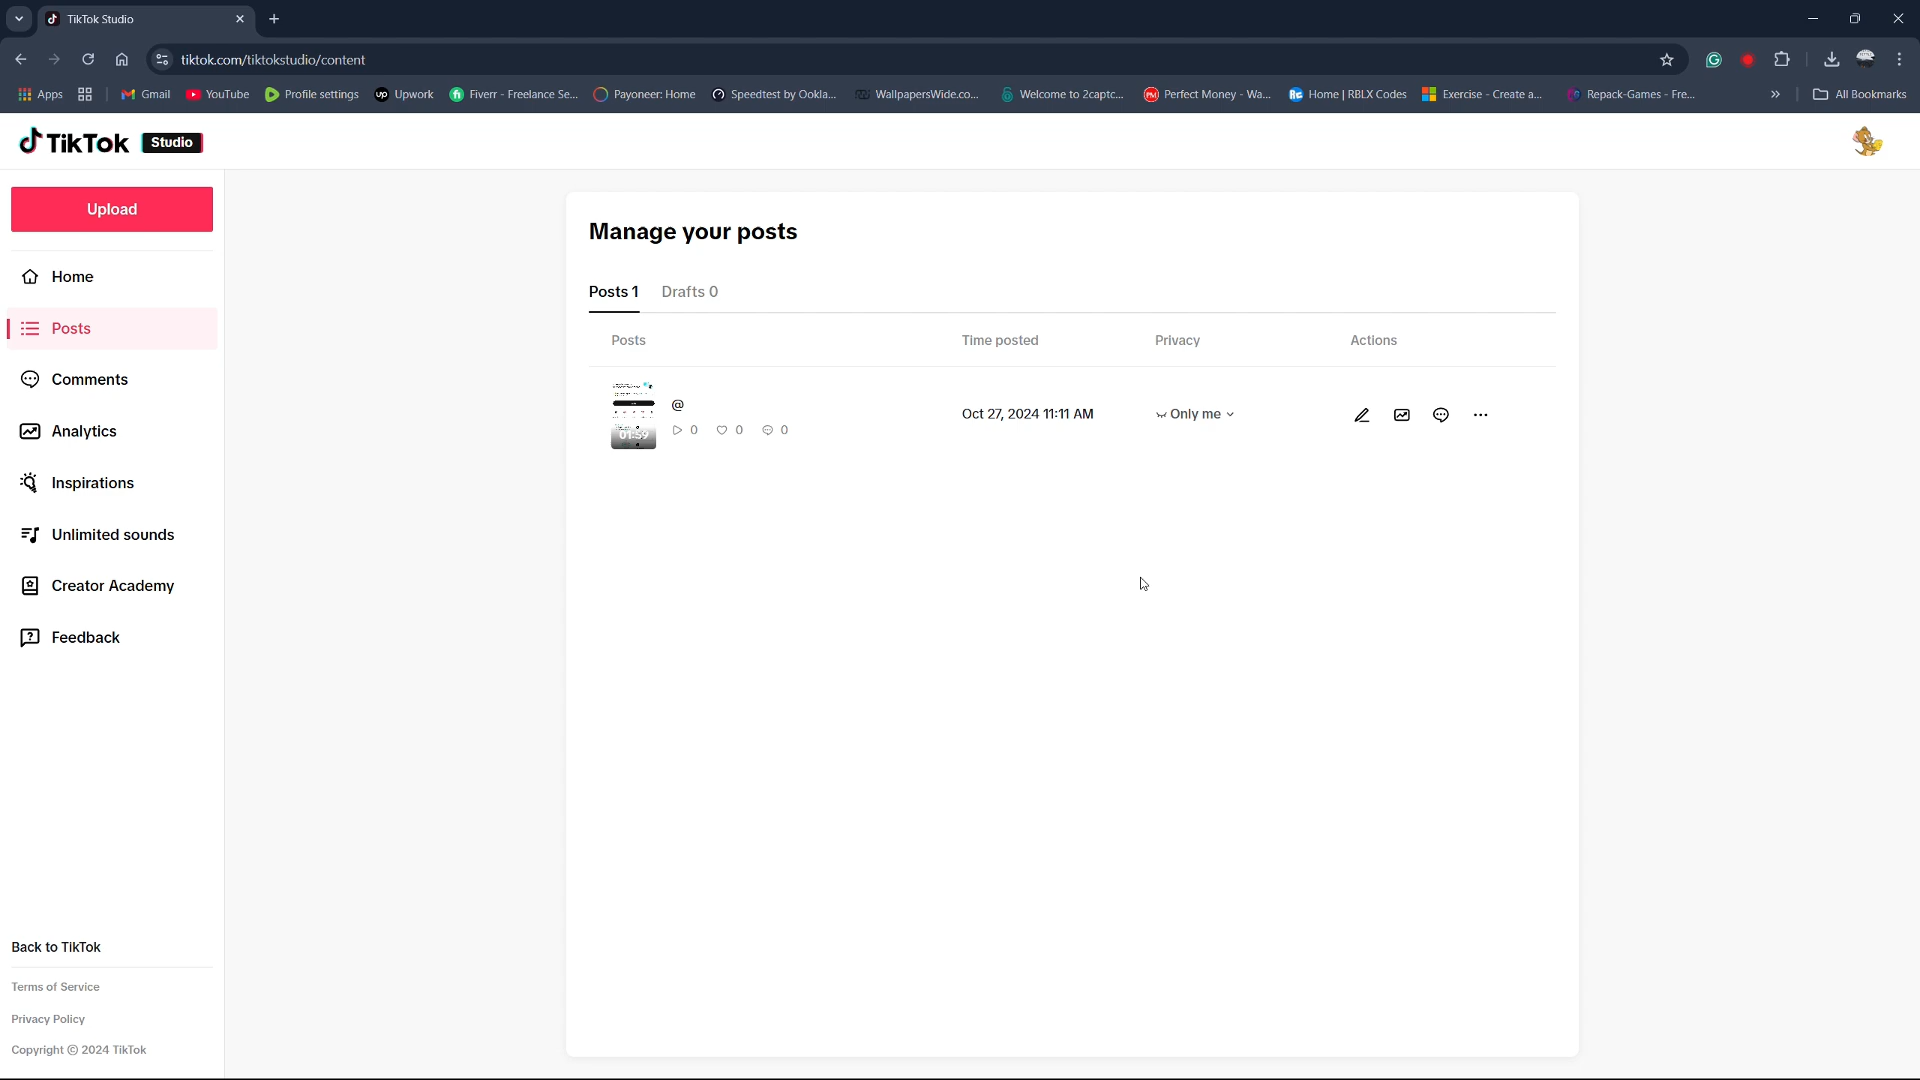 TikTok Studio
tiktok.com/tiktokstudio/content
Apps Gmail YouTube Profile settings Upwork Fiverr - Freelance Se... Payoneer: Home Speedtest by Ookla... WallpapersWide.co... Welcome to 2captc... Perfect Money - Wa... Home | RBLX Codes Exercise - Create a... Repack-Games - Fre... » All Bookmarks
TikTok Studio
Upload
Home
Posts
Comments
Analytics
Inspirations
Unlimited sounds
Creator Academy
Feedback
Back to TikTok
Terms of Service
Privacy Policy
Copyright © 2024 TikTok
Manage your posts
Posts 1 Drafts 0
Posts Time posted Privacy Actions
01:59 @ Oct 27, 2024 11:11 AM Only me
0 0 0